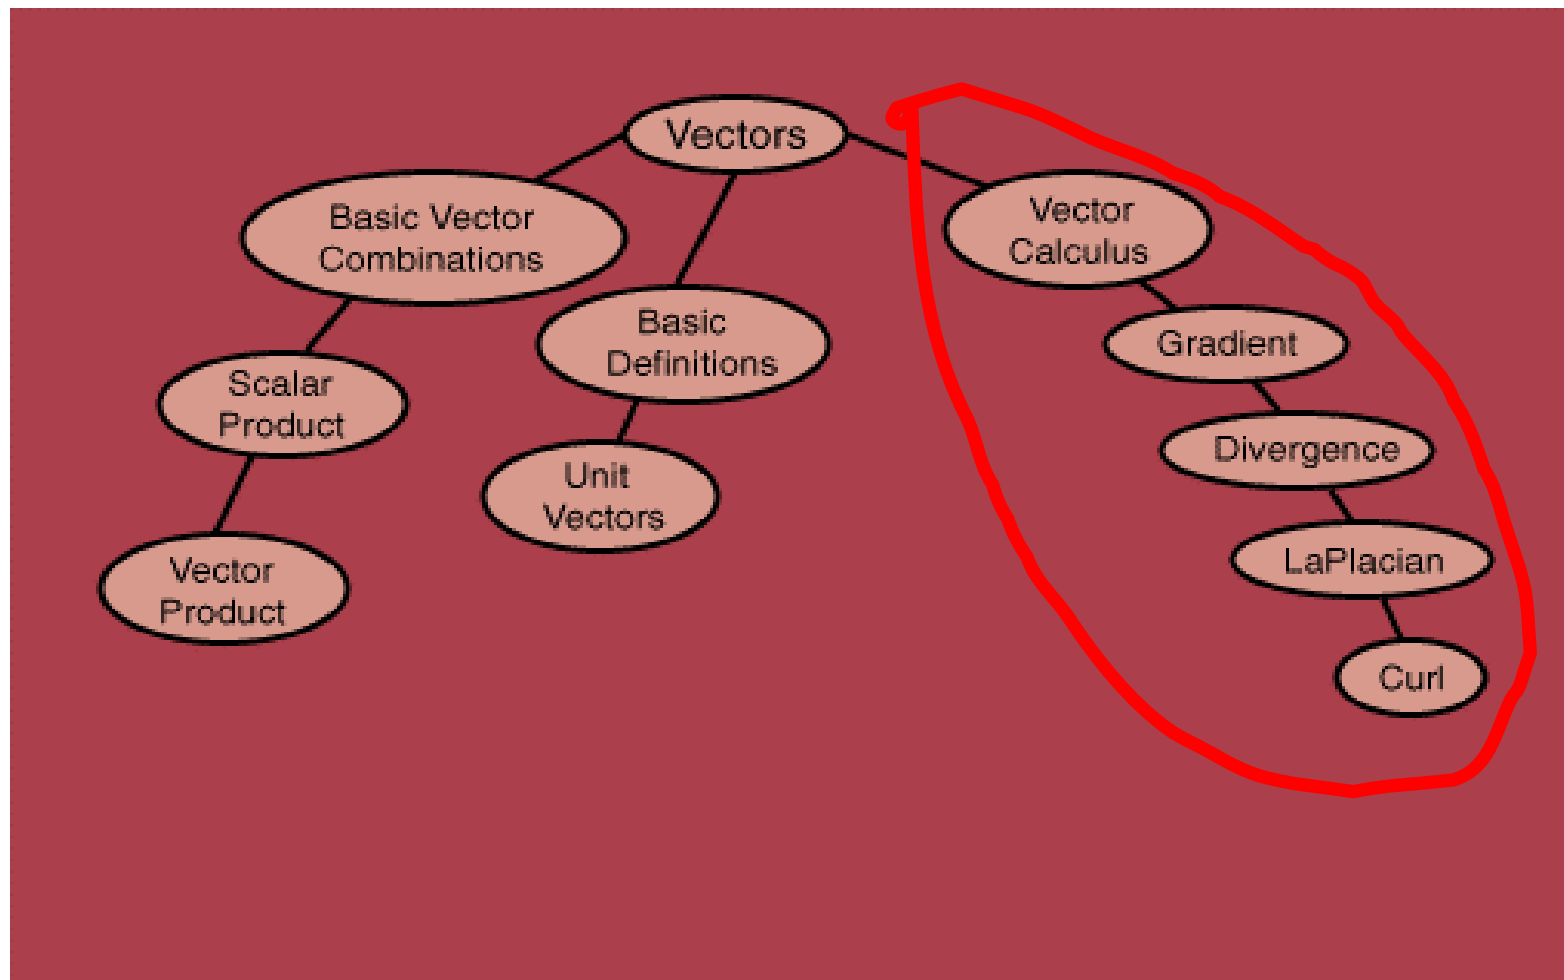 Vectors
Basic Vector
Combinations
Scalar
Product
Vector
Product
Basic
Definitions
Unit
Vectors
Vector
Calculus
Gradient
Divergence
LaPlacian
Curl